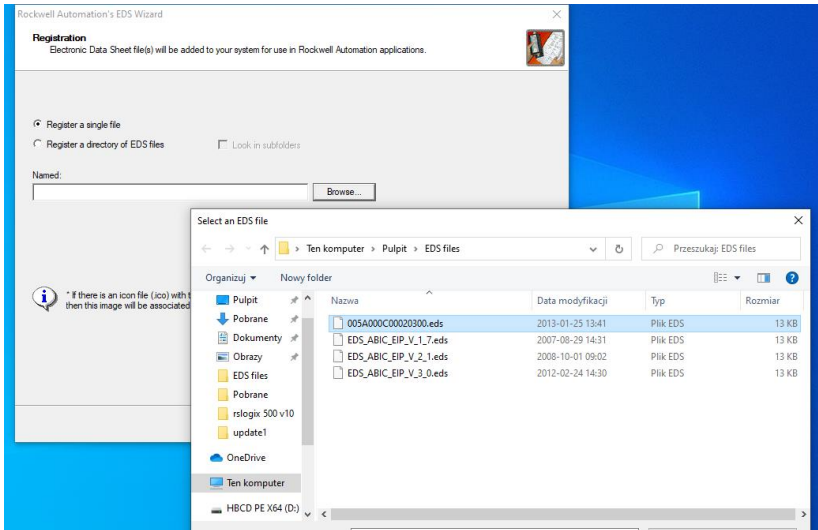 Rockwell Automation's EDS Wizard
Registration
Electronic Data Sheet file(s) will be added to your system for use in Rockwell Automation applications.
Register a single file
Register a directory of EDS files
Look in subfolders
Named:
Browse...
* If there is an icon file (.ico) with t
then this image will be associated
Select an EDS file
Ten komputer > Pulpit > EDS files
Przeszukaj: EDS files
Organizuj
Nowy folder
Pulpit
Pobrane
Dokumenty
Obrazy
EDS files
Pobrane
rslogix 500 v10
update1
OneDrive
Ten komputer
HBCD PE X64 (D:)
Nazwa Data modyfikacji Typ Rozmiar
005A000C00020300.eds 2013-01-25 13:41 Plik EDS 13 KB
EDS_ABIC_EIP_V_1_7.eds 2007-08-29 14:31 Plik EDS 13 KB
EDS_ABIC_EIP_V_2_1.eds 2008-10-01 09:02 Plik EDS 13 KB
EDS_ABIC_EIP_V_3_0.eds 2012-02-24 14:30 Plik EDS 13 KB